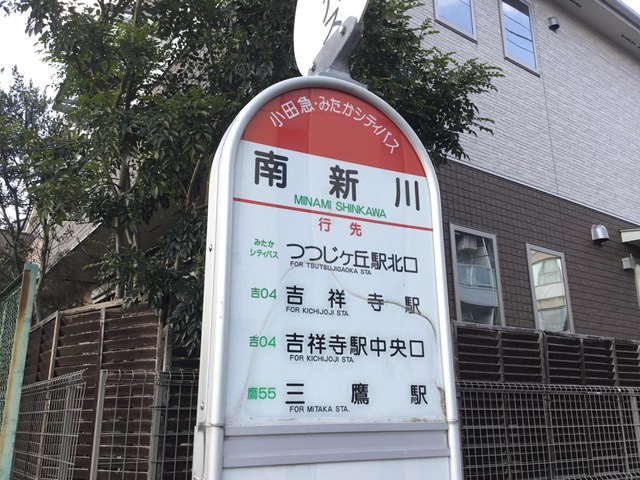 小田急・みたかシティバス
南新川
MINAMI SHINKAWA
行先
みたか
シティバス
つつじヶ丘駅北口
FOR TSUTSUJIGAOKA STA
吉04
吉祥寺駅
FOR KICHIJOJI STA.
吉04
吉祥寺駅中央口
FOR KICHIJOJI STA.
鷹55
三鷹駅
FOR MITAKA STA.